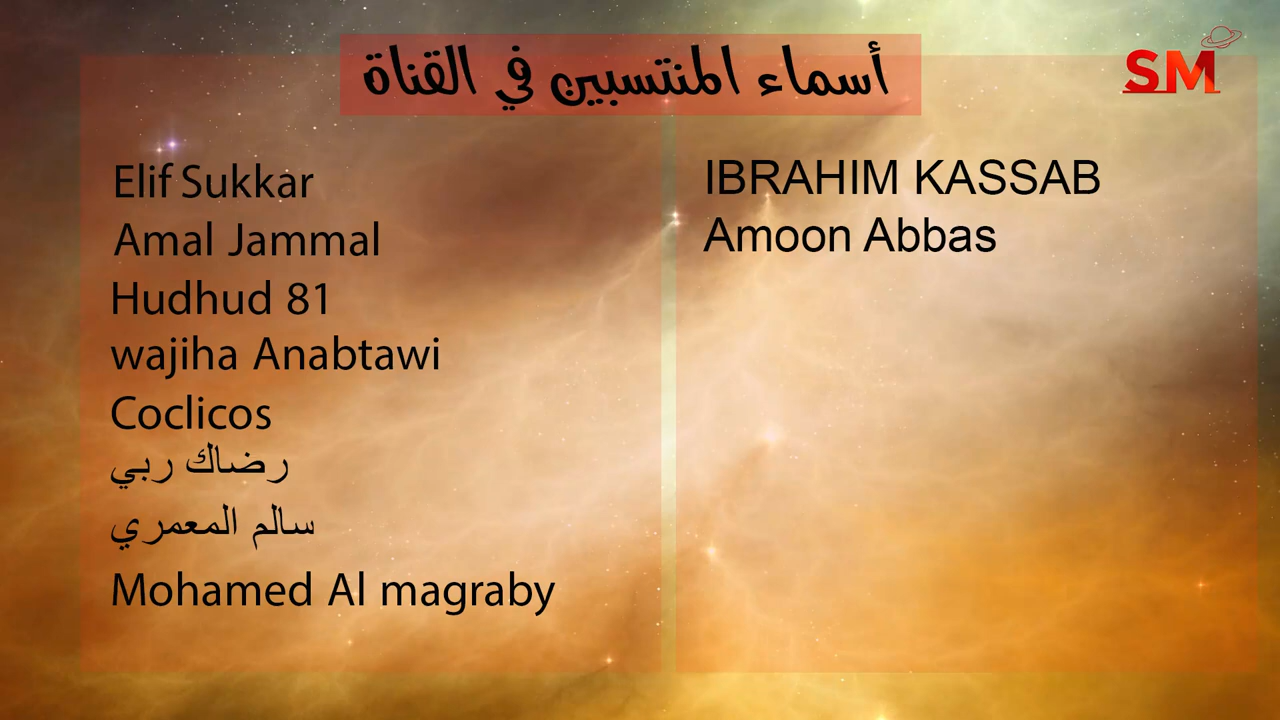 أسماء المنتسبين في القناة
SM
Elif Sukkar
Amal Jammal
Hudhud 81
wajiha Anabtawi
Coclicos
رضاك ربي
سالم المعمري
Mohamed Al magraby
IBRAHIM KASSAB
Amoon Abbas